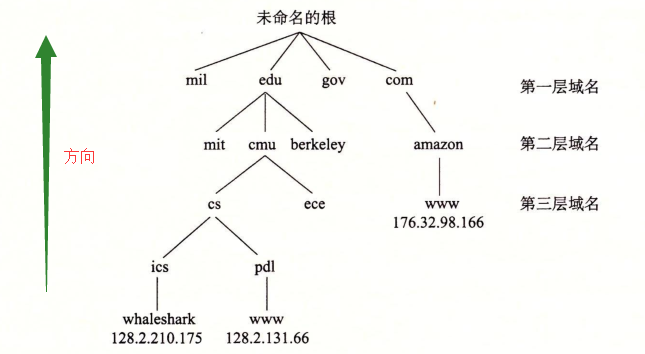 未命名的根
mil edu gov com 第一层域名
方向
mit cmu berkeley amazon 第二层域名
cs ece www 第三层域名
176.32.98.166
ics pdl
whaleshark www
128.2.210.175 128.2.131.66